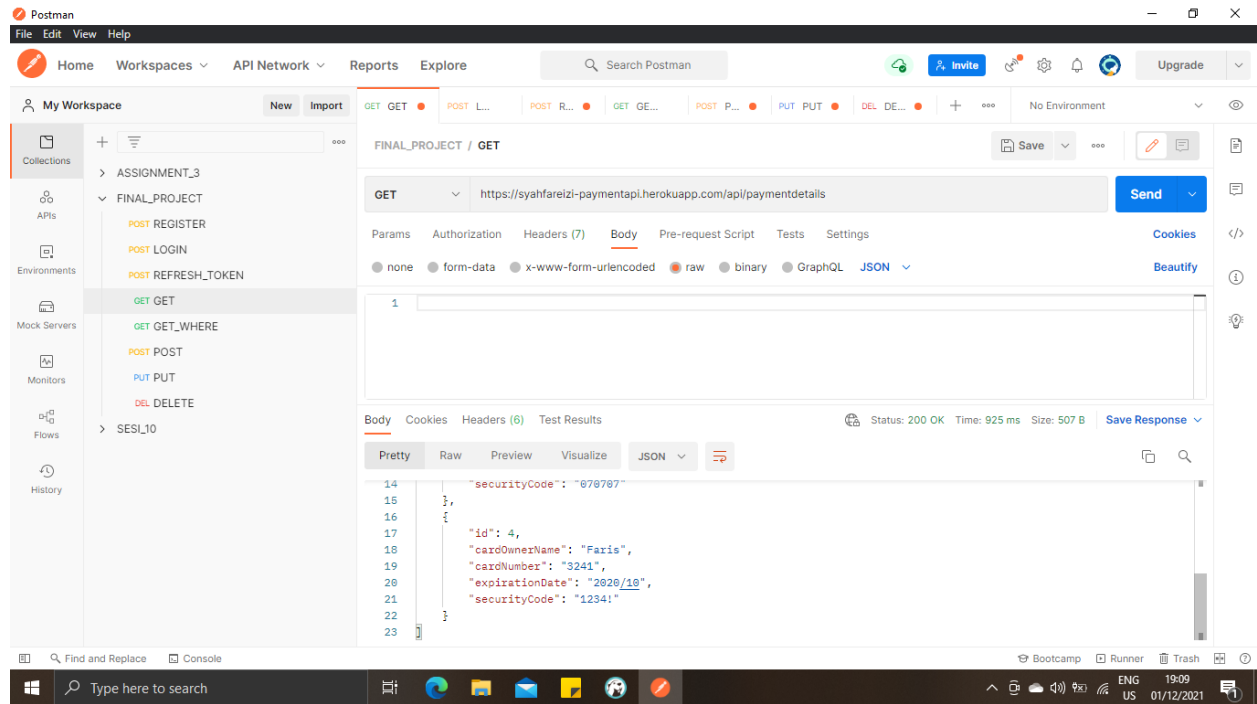 Postman
File Edit View Help
Home Workspaces API Network Reports Explore Search Postman Invite Upgrade
My Workspace New Import GET GET POST L... POST R... GET GE... POST P... PUT PUT DEL DE... No Environment
Collections
APIs
Environments
Mock Servers
Monitors
Flows
History
ASSIGNMENT_3
FINAL_PROJECT
POST REGISTER
POST LOGIN
POST REFRESH_TOKEN
GET GET
GET GET_WHERE
POST POST
PUT PUT
DEL DELETE
SESI_10
FINAL_PROJECT / GET Save
GET https://syahfareizi-paymentapi.herokuapp.com/api/paymentdetails Send
Params Authorization Headers (7) Body Pre-request Script Tests Settings Cookies
none form-data x-www-form-urlencoded raw binary GraphQL JSON Beautify
1
Body Cookies Headers (6) Test Results Status: 200 OK Time: 925 ms Size: 507 B Save Response
Pretty Raw Preview Visualize JSON
14 "securityCode": "070707"
15 },
16 {
17 "id": 4,
18 "cardOwnerName": "Faris",
19 "cardNumber": "3241",
20 "expirationDate": "2020/10",
21 "securityCode": "1234!"
22 }
23 ]
Find and Replace Console Bootcamp Runner Trash
Type here to search ENG US 19:09 01/12/2021 1